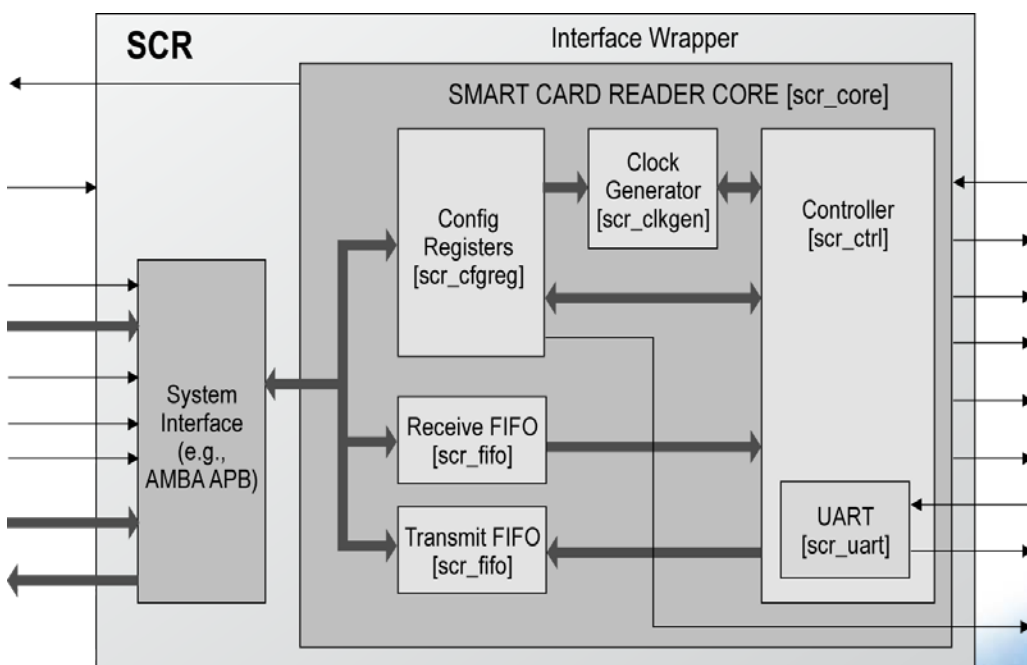 SCR
Interface Wrapper
SMART CARD READER CORE [scr_core]
Config
Registers
[scr_cfgreg]
Clock
Generator
[scr_clkgen]
Controller
[scr_ctrl]
System
Interface
(e.g.,
AMBA APB)
Receive FIFO
[scr_fifo]
Transmit FIFO
[scr_fifo]
UART
[scr_uart]